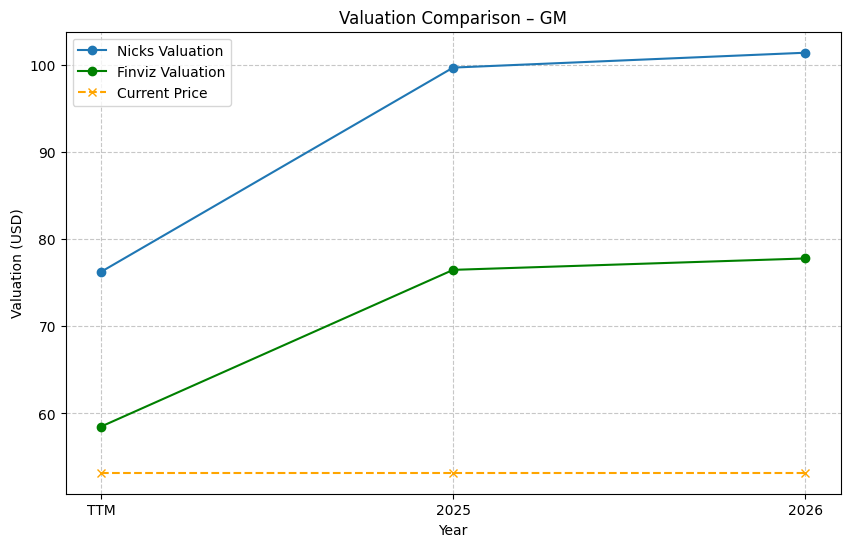 Valuation Comparison – GM
Nicks Valuation
Finviz Valuation
Current Price
Valuation (USD)
100
90
80
70
60
TTM
2025
2026
Year